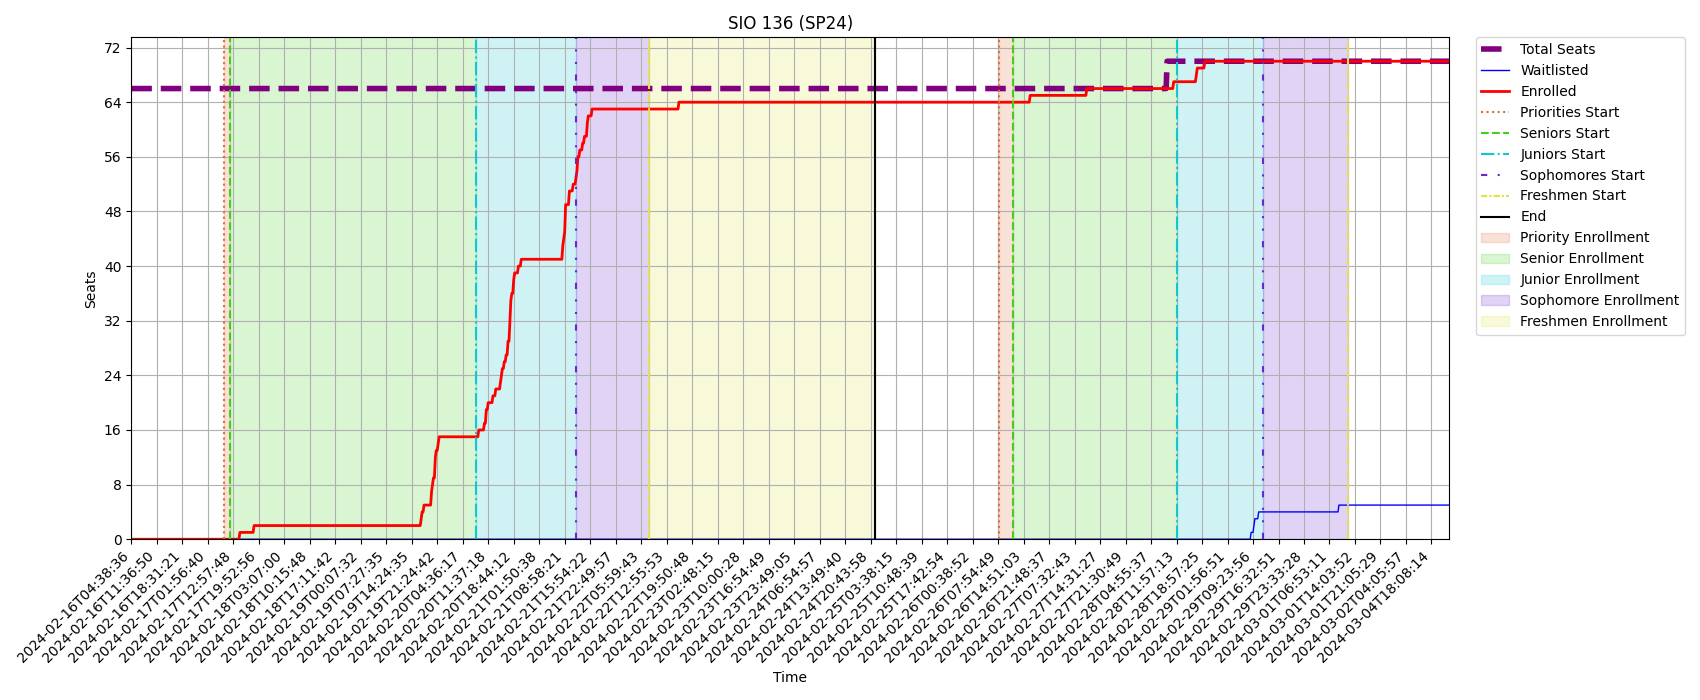 SIO 136 (SP24)
Seats
72
64
56
48
40
32
24
16
8
0
2024-02-16T04:38:36
2024-02-16T11:36:50
2024-02-16T18:31:21
2024-02-17T01:56:40
2024-02-17T12:57:48
2024-02-17T19:52:56
2024-02-18T03:07:00
2024-02-18T10:15:48
2024-02-18T17:11:42
2024-02-19T00:07:32
2024-02-19T07:27:35
2024-02-19T14:24:35
2024-02-19T21:24:42
2024-02-20T04:36:17
2024-02-20T11:37:18
2024-02-20T18:44:12
2024-02-21T01:50:38
2024-02-21T08:58:21
2024-02-21T15:54:22
2024-02-21T22:49:57
2024-02-22T05:59:43
2024-02-22T12:55:53
2024-02-22T19:50:48
2024-02-23T02:48:15
2024-02-23T10:00:28
2024-02-23T16:54:49
2024-02-23T23:49:05
2024-02-24T06:54:57
2024-02-24T13:49:40
2024-02-24T20:43:58
2024-02-25T03:38:15
2024-02-25T10:48:39
2024-02-25T17:42:54
2024-02-26T00:38:52
2024-02-26T07:54:49
2024-02-26T14:51:03
2024-02-26T21:48:37
2024-02-27T07:32:43
2024-02-27T14:31:27
2024-02-27T21:30:49
2024-02-28T04:55:37
2024-02-28T11:57:13
2024-02-28T18:57:25
2024-02-29T01:56:51
2024-02-29T09:23:56
2024-02-29T16:32:51
2024-02-29T23:33:28
2024-03-01T06:53:11
2024-03-01T14:03:52
2024-03-01T21:05:29
2024-03-02T04:05:57
2024-03-04T18:08:14
Time
Total Seats
Waitlisted
Enrolled
Priorities Start
Seniors Start
Juniors Start
Sophomores Start
Freshmen Start
End
Priority Enrollment
Senior Enrollment
Junior Enrollment
Sophomore Enrollment
Freshmen Enrollment